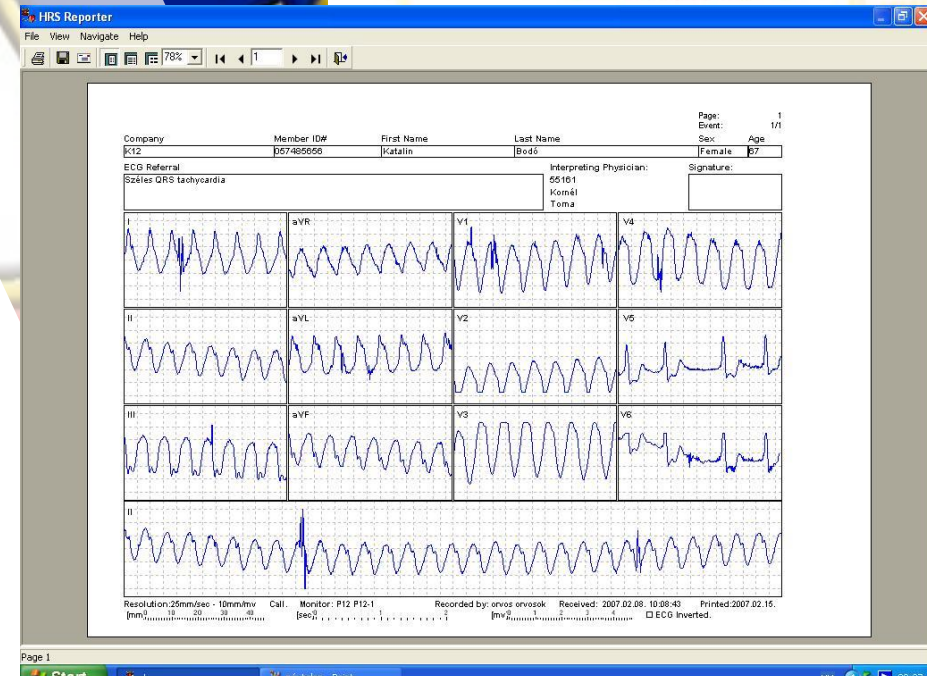 HRS Reporter
File View Navigate Help
78% 1
Page: 1
Event: 1/1
Company Member ID# First Name Last Name Sex Age
K12 057485656 Katalin Bodó Female 67
ECG Referral Interpreting Physician: Signature:
Széles QRS tachycardia 55161
Kornél
Toma
I aVR V1 V4
II aVL V2 V5
III aVF V3 V6
II
Resolution:25mm/sec - 10mm/mv Call. Monitor: P12 P12-1 Recorded by: orvos orvosok Received: 2007.02.08. 10:08:43 Printed:2007.02.15.
[mm] 0 10 20 30 40 [sec] 0 1 2 [mv] 0 1 2 3 4 ECG Inverted.
Page 1
Start